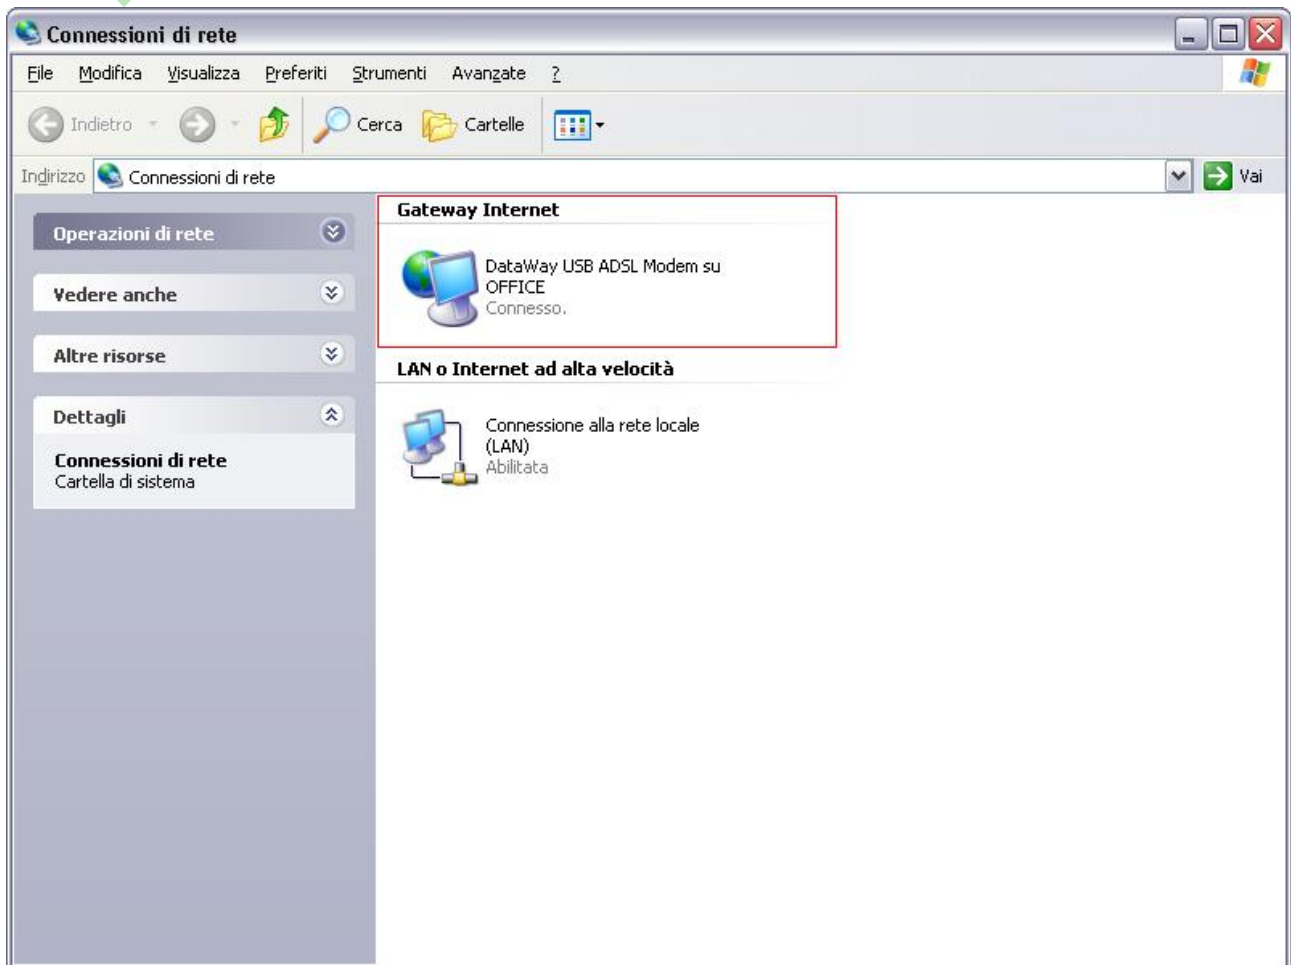 Connessioni di rete
File Modifica Visualizza Preferiti Strumenti Avanzate ?
Indietro Cerca Cartelle
Indirizzo Connessioni di rete Vai
Operazioni di rete
Vedere anche
Altre risorse
Dettagli
Connessioni di rete
Cartella di sistema
Gateway Internet
DataWay USB ADSL Modem su
OFFICE
Connesso.
LAN o Internet ad alta velocità
Connessione alla rete locale
(LAN)
Abilitata